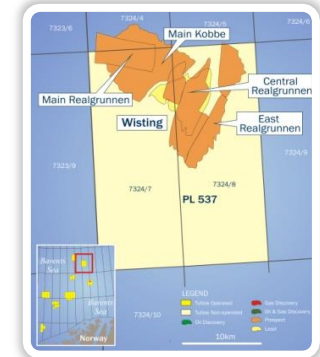 7323/6
7324/4
7324/5
7324/6
Main Kobbe
Main Realgrunnen
Central
Realgrunnen
Wisting
East
Realgrunnen
7323/9
7324/7
7324/8
7324/9
PL 537
7324/10
Barents
Sea
Barents
Sea
Norway
LEGEND
Tullow Operated
Tullow Non-operated
Oil Discovery
Gas Discovery
Oil & Gas Discovery
Prospect
Lead
10km